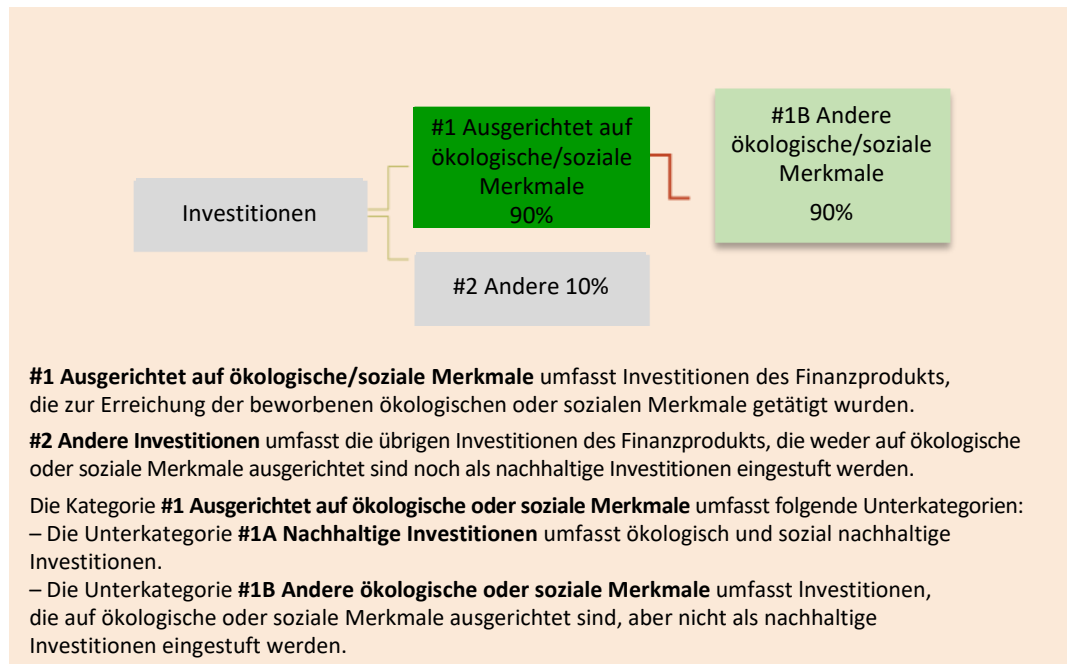 #1 Ausgerichtet auf
ökologische/soziale
Merkmale
90%
#1B Andere
ökologische/soziale
Merkmale
90%
Investitionen
#2 Andere 10%
#1 Ausgerichtet auf ökologische/soziale Merkmale umfasst Investitionen des Finanzprodukts,
die zur Erreichung der beworbenen ökologischen oder sozialen Merkmale getätigt wurden.
#2 Andere Investitionen umfasst die übrigen Investitionen des Finanzprodukts, die weder auf ökologische
oder soziale Merkmale ausgerichtet sind noch als nachhaltige Investitionen eingestuft werden.
Die Kategorie #1 Ausgerichtet auf ökologische oder soziale Merkmale umfasst folgende Unterkategorien:
– Die Unterkategorie #1A Nachhaltige Investitionen umfasst ökologisch und sozial nachhaltige
Investitionen.
– Die Unterkategorie #1B Andere ökologische oder soziale Merkmale umfasst Investitionen,
die auf ökologische oder soziale Merkmale ausgerichtet sind, aber nicht als nachhaltige
Investitionen eingestuft werden.